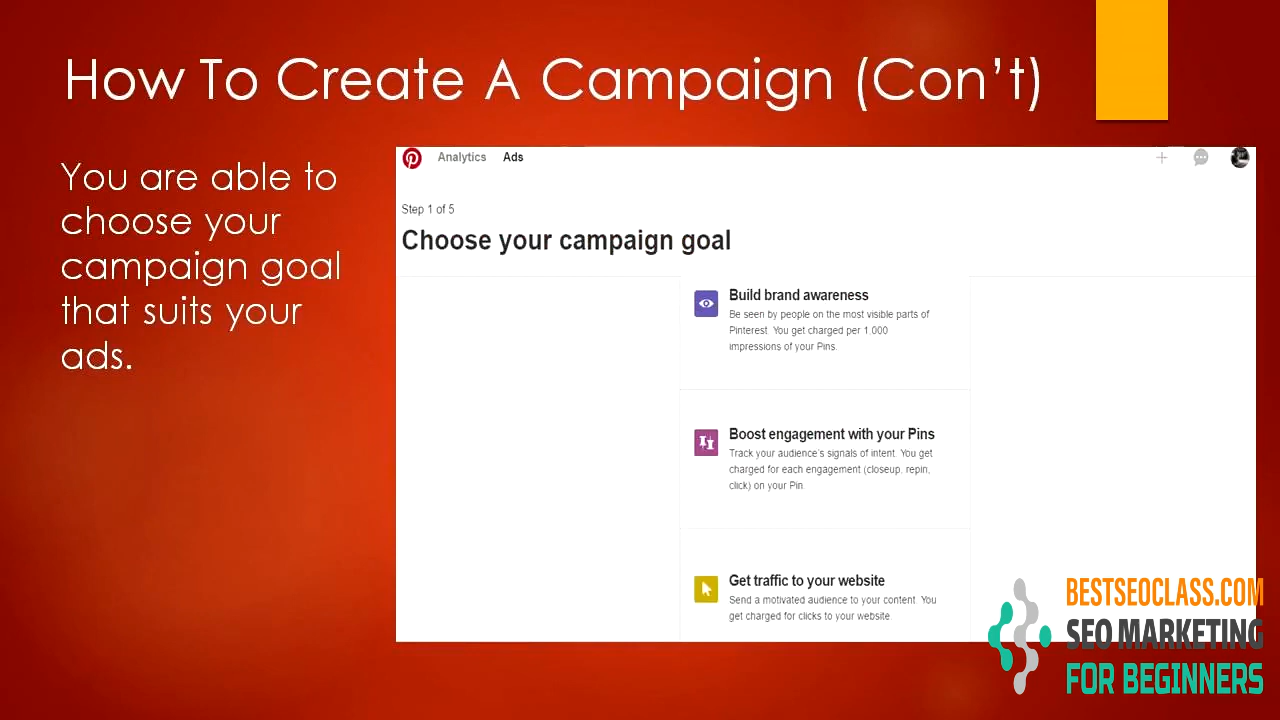 How To Create A Campaign (Con't)
You are able to
choose your
campaign goal
that suits your
ads.
Analytics Ads
Step 1 of 5
Choose your campaign goal
Build brand awareness
Be seen by people on the most visible parts of
Pinterest. You get charged per 1,000
impressions of your Pins.
Boost engagement with your Pins
Track your audience's signals of intent. You get
charged for each engagement (closeup, repin,
click) on your Pin.
Get traffic to your website
Send a motivated audience to your content. You
get charged for clicks to your website.
BESTSEOCLASS.COM
SEO MARKETING
FOR BEGINNERS